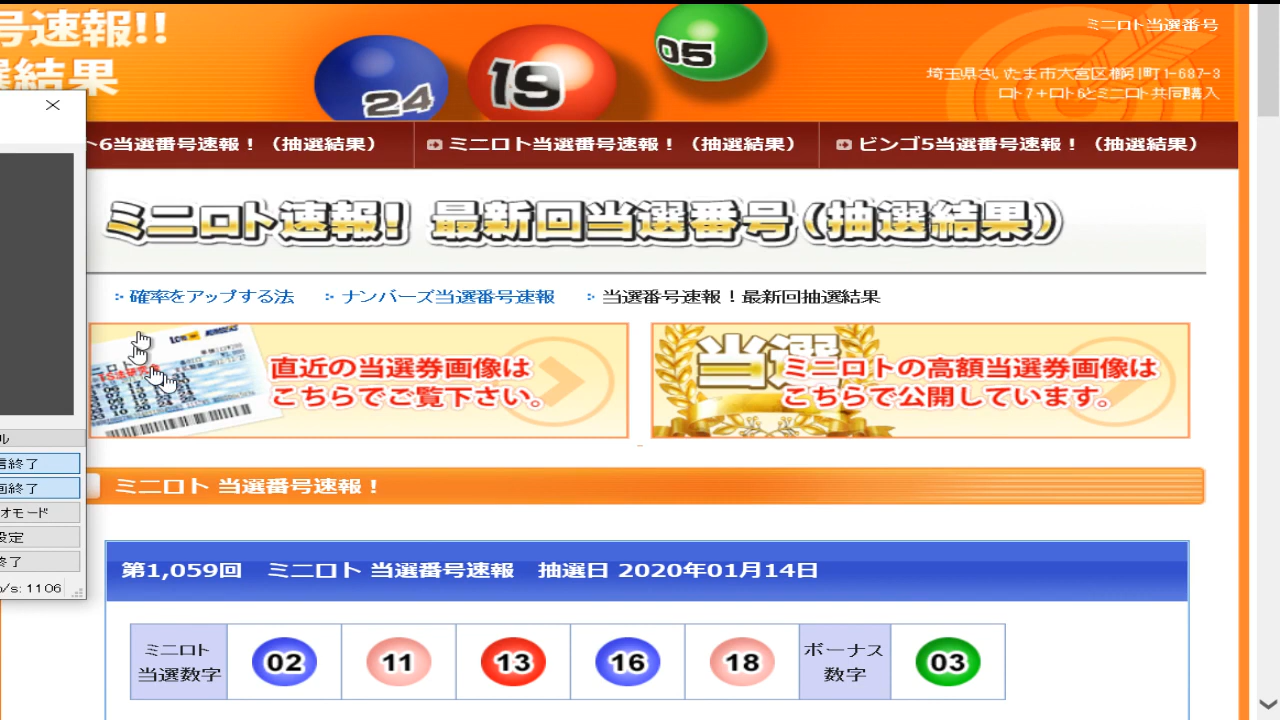 号速報!!
選結果
24
19
05
ミニロト当選番号
埼玉県さいたま市大宮区櫛引町1-687-3
ロト7+ロト6とミニロト共同購入
ト6当選番号速報！（抽選結果）
ミニロト当選番号速報！（抽選結果）
ビンゴ5当選番号速報！（抽選結果）
ミニロト速報！最新回当選番号（抽選結果）
確率をアップする法
ナンバーズ当選番号速報
当選番号速報！最新回抽選結果
直近の当選券画像は
こちらでご覧下さい。
当選
ミニロトの高額当選券画像は
こちらで公開しています。
ル
信終了
画終了
オモード
設定
終了
/s: 1106
ミニロト 当選番号速報！
第1,059回 ミニロト 当選番号速報 抽選日 2020年01月14日
ミニロト
当選数字
02
11
13
16
18
ボーナス
数字
03